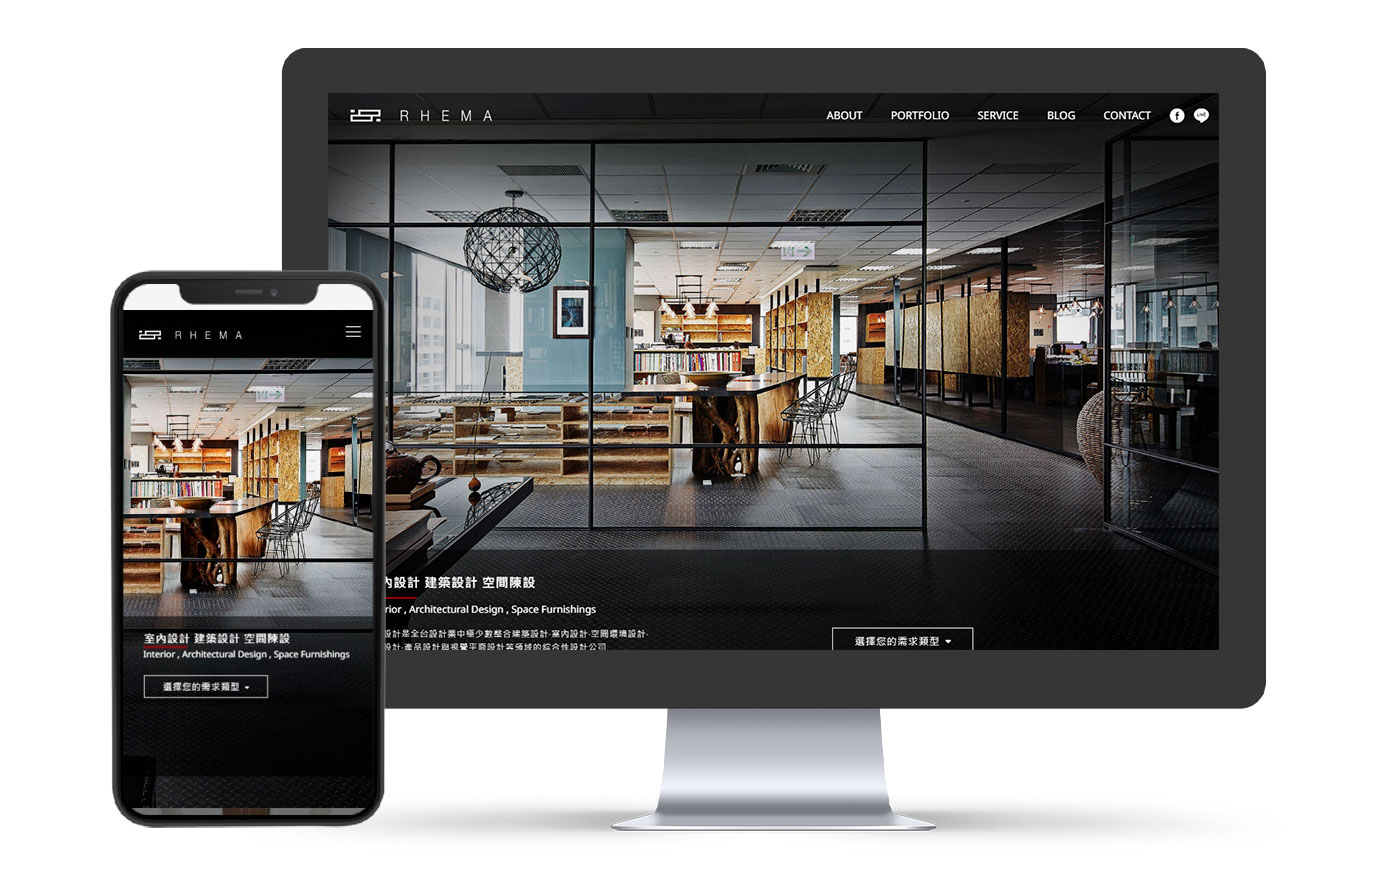 RHEMA
ABOUT PORTFOLIO SERVICE BLOG CONTACT
LINE
內設計 建築設計 空間陳設
rior , Architectural Design , Space Furnishings
設計是全台設計業中極少數整合建築設計‧室內設計‧空間環境設計‧
設計‧產品設計與視覺平面設計等領域的綜合性設計公司
選擇您的需求類型
RHEMA
室內設計 建築設計 空間陳設
Interior , Architectural Design , Space Furnishings
選擇您的需求類型